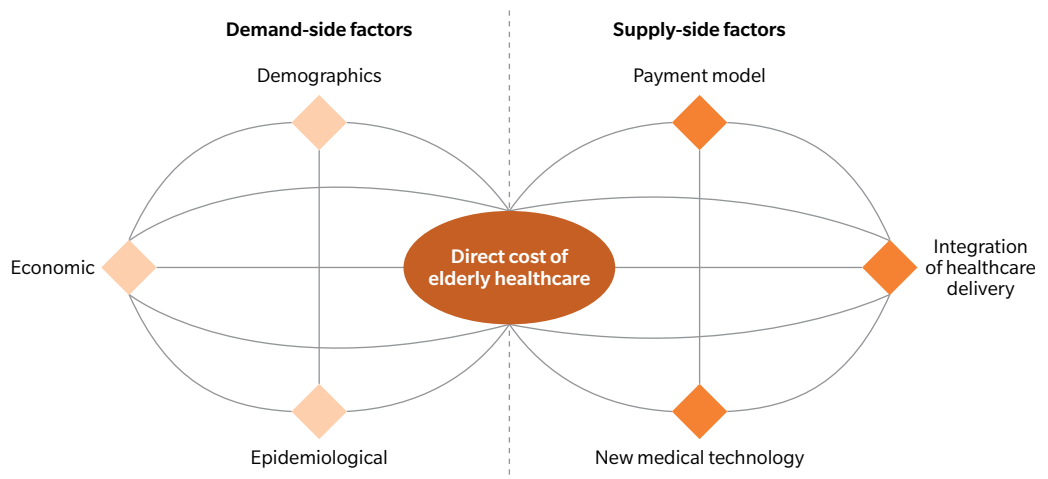 Demand-side factors
Supply-side factors
Demographics
Payment model
Economic
Direct cost of
elderly healthcare
Integration
of healthcare
delivery
Epidemiological
New medical technology